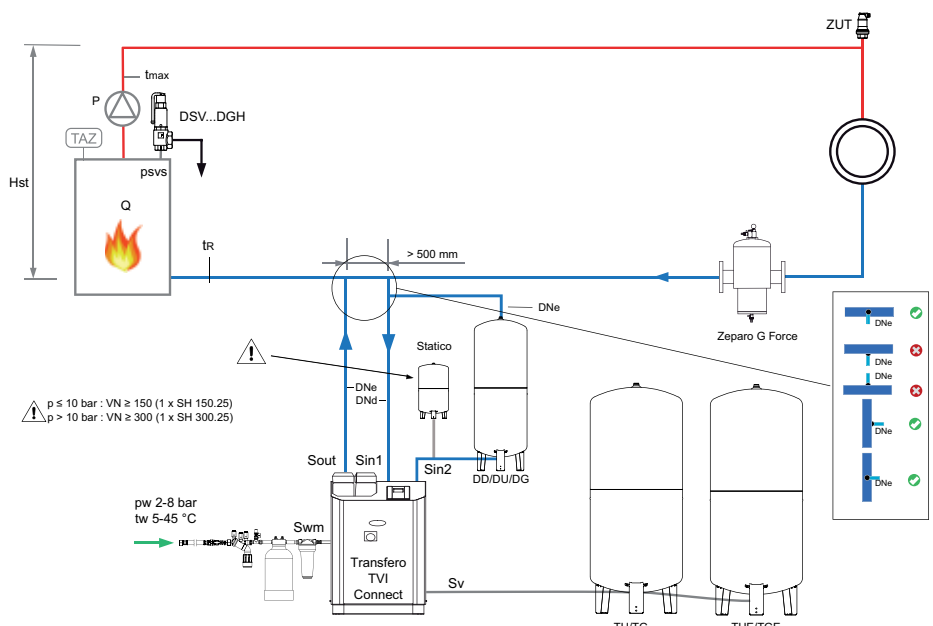 ZUT
tmax
P
DSV...DGH
TAZ
psvs
Hst
Q
tR
> 500 mm
DNe
Zeparo G Force
Statico
DNe
DNd
p ≤ 10 bar : VN ≥ 150 (1 x SH 150.25)
p > 10 bar : VN ≥ 300 (1 x SH 300.25)
Sout
Sin1
Sin2
DD/DU/DG
pw 2-8 bar
tw 5-45 °C
Swm
Transfero
TVI
Connect
Sv
DNe
DNe
DNe
DNe
DNe